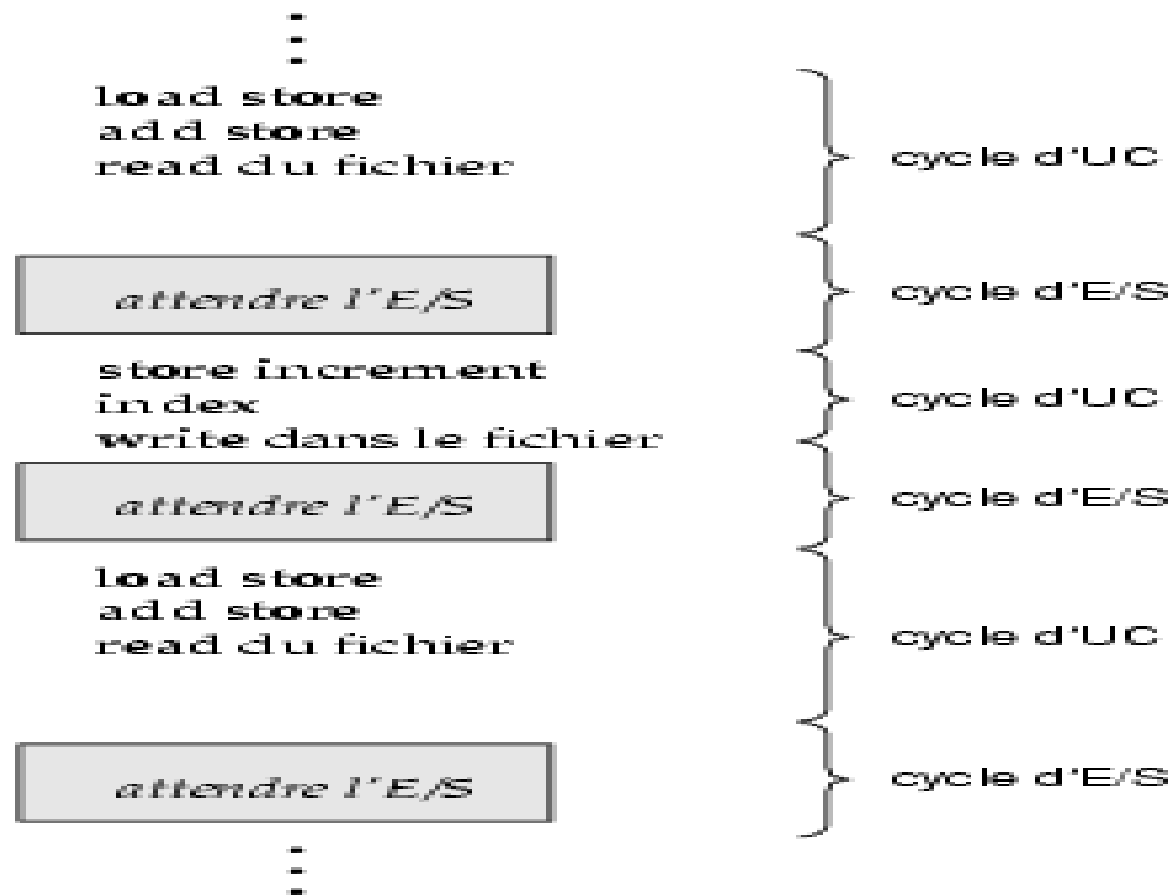 load store
add store
read du fichier
cycle d'UC
attendre l'E/S
cycle d'E/S
store increment
index
write dans le fichier
cycle d'UC
attendre l'E/S
cycle d'E/S
load store
add store
read du fichier
cycle d'UC
attendre l'E/S
cycle d'E/S